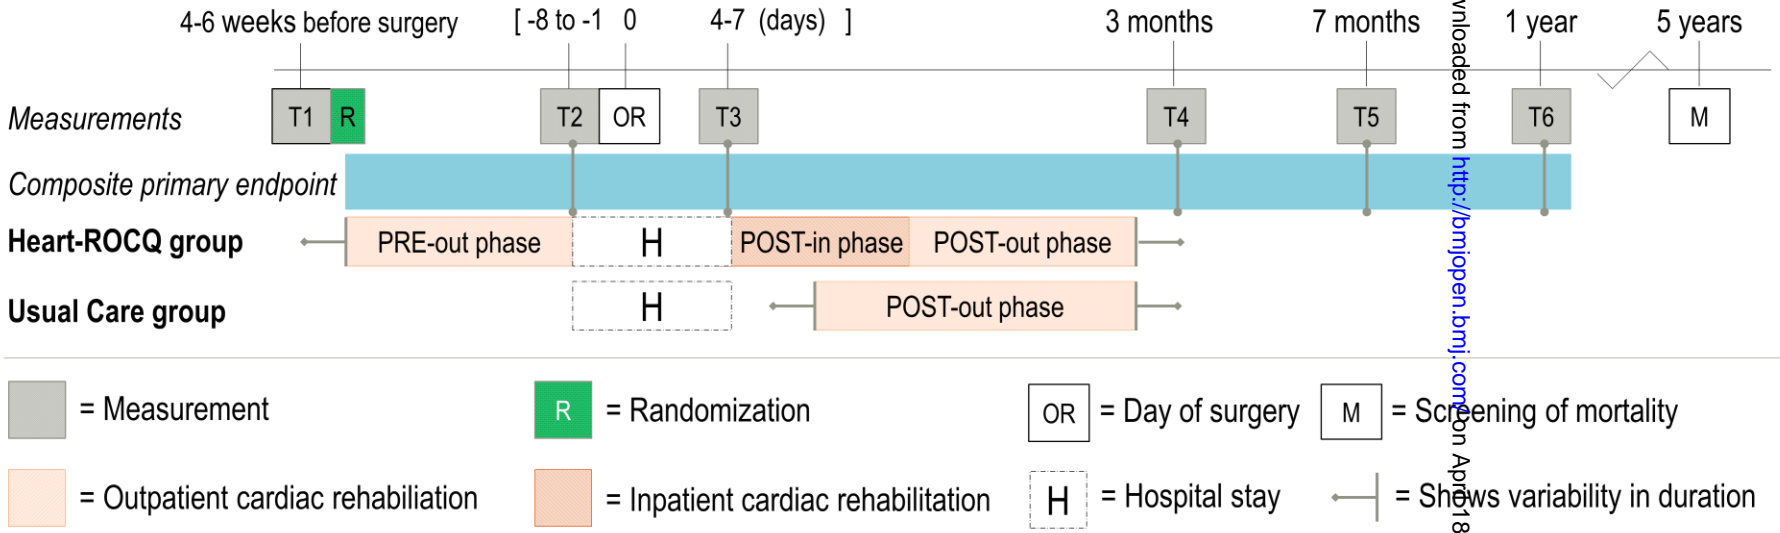 4-6 weeks before surgery [ -8 to -1 0 4-7 (days) ] 3 months 7 months 1 year 5 years
Measurements T1 R T2 OR T3 T4 T5 T6 M
Composite primary endpoint
Heart-ROCQ group PRE-out phase H POST-in phase POST-out phase
Usual Care group H POST-out phase
= Measurement R = Randomization OR = Day of surgery M = Screening of mortality
= Outpatient cardiac rehabiliation = Inpatient cardiac rehabilitation H = Hospital stay = Shows variability in duration
wnloaded from http://bmjopen.bmj.com/ on April 18